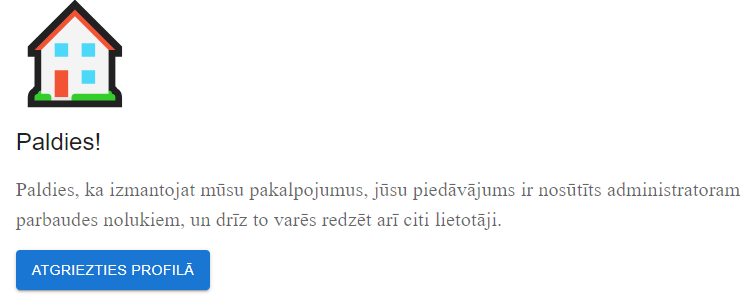 Paldies!
Paldies, ka izmantojat mūsu pakalpojumus, jūsu piedāvājums ir nosūtīts administratoram
parbaudes nolukiem, un drīz to varēs redzēt arī citi lietotāji.
ATGRIEZTIES PROFILĀ